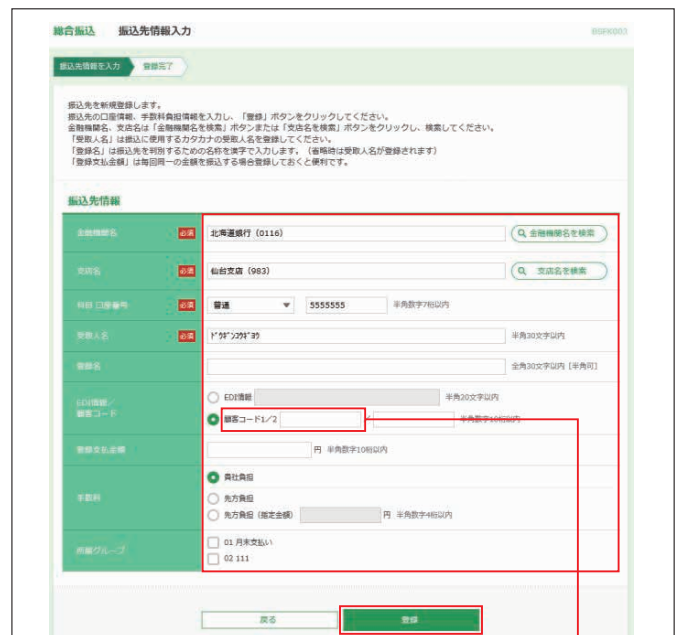 総合振込 振込先情報入力 BSFK003
振込先情報を入力 登録完了
振込先を新規登録します。
振込先の口座情報、手数料負担情報を入力し、「登録」ボタンをクリックしてください。
金融機関名、支店名は「金融機関名を検索」ボタンまたは「支店名を検索」ボタンをクリックし、検索してください。
「受取人名」は振込に使用するカタカナの受取人名を登録してください。
「登録名」は振込先を判別するための名称を漢字で入力します。（省略時は受取人名が登録されます）
「登録支払金額」は毎回同一の金額を振込する場合登録しておくと便利です。
振込先情報
金融機関名 必須 北海道銀行（0116） 金融機関名を検索
支店名 必須 仙台支店（983） 支店名を検索
科目 口座番号 必須 普通 ▼ 5555555 半角数字7桁以内
受取人名 必須 ﾄﾞｳｷﾞﾝｺｳｷﾞﾖｳ 半角30文字以内
登録名 全角30文字以内［半角可］
EDI情報／
顧客コード
EDI情報 半角20文字以内
顧客コード1／2 / 半角数字10桁以内
登録支払金額 円 半角数字10桁以内
手数料
貴社負担
先方負担
先方負担（指定金額） 円 半角数字4桁以内
所属グループ
01 月末支払い
02 111
戻る 登録